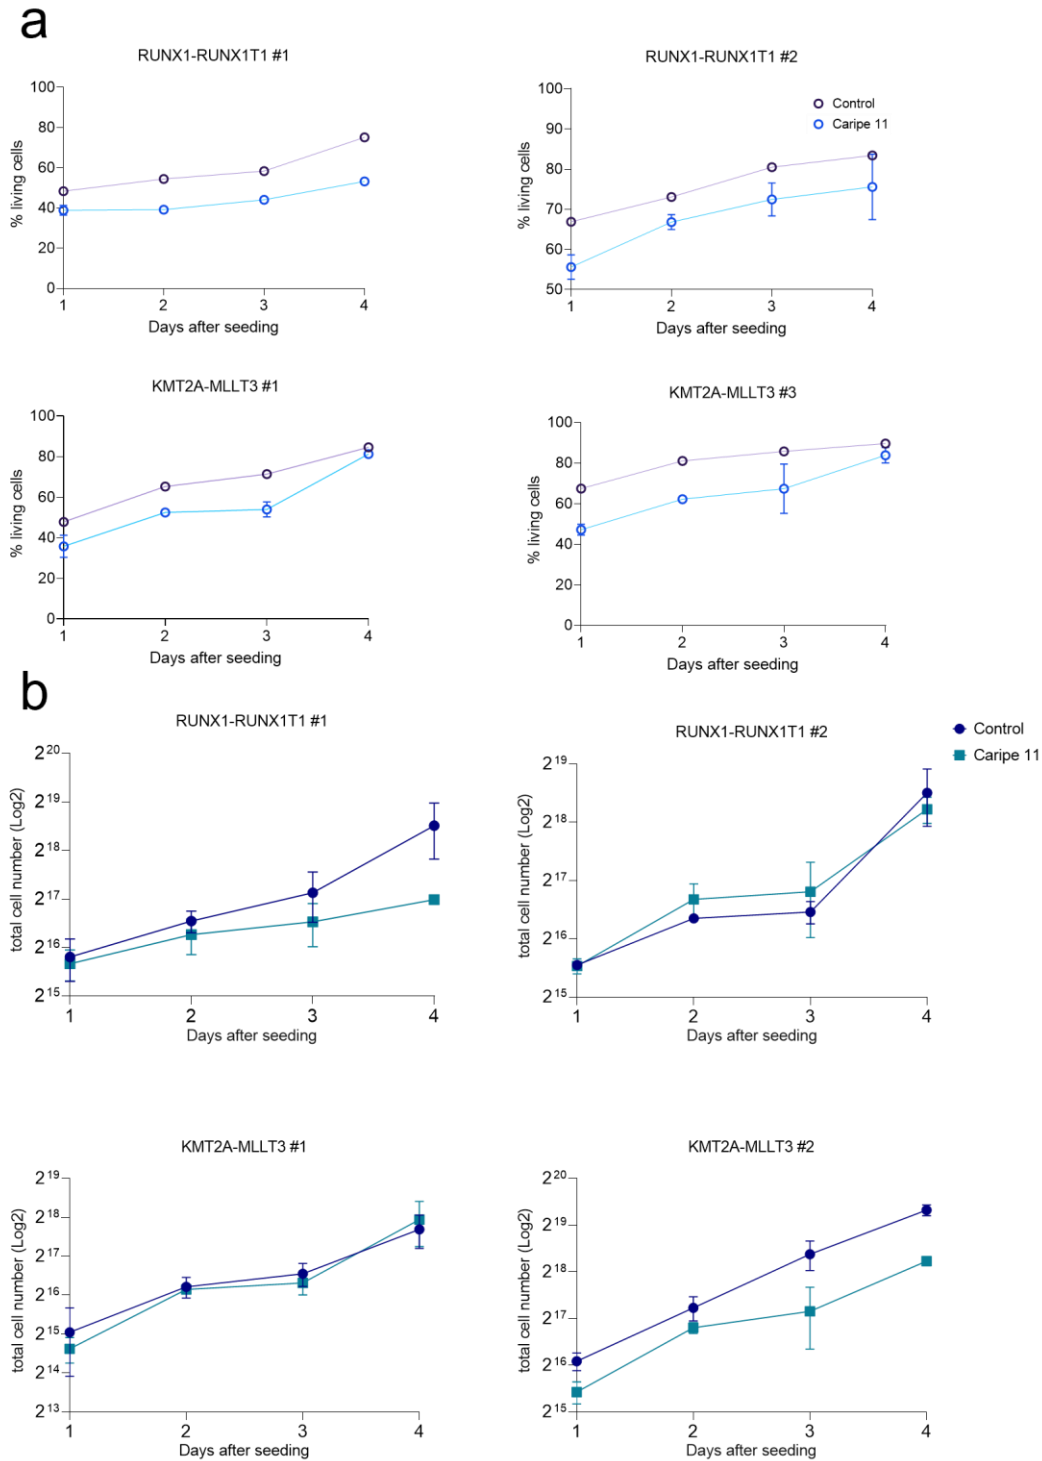 a
RUNX1-RUNX1T1 #1
100
80
60
40
20
0
% living cells
1 2 3 4
Days after seeding
RUNX1-RUNX1T1 #2
100
90
80
70
60
50
% living cells
Control
Caripe 11
1 2 3 4
Days after seeding
KMT2A-MLLT3 #1
100
80
60
40
20
0
% living cells
1 2 3 4
Days after seeding
KMT2A-MLLT3 #3
100
80
60
40
20
0
% living cells
1 2 3 4
Days after seeding
b
RUNX1-RUNX1T1 #1
2^20
2^19
2^18
2^17
2^16
2^15
total cell number (Log2)
1 2 3 4
Days after seeding
RUNX1-RUNX1T1 #2
2^19
2^18
2^17
2^16
2^15
total cell number (Log2)
Control
Caripe 11
1 2 3 4
Days after seeding
KMT2A-MLLT3 #1
2^19
2^18
2^17
2^16
2^15
2^14
2^13
total cell number (Log2)
1 2 3 4
Days after seeding
KMT2A-MLLT3 #2
2^20
2^19
2^18
2^17
2^16
2^15
total cell number (Log2)
1 2 3 4
Days after seeding